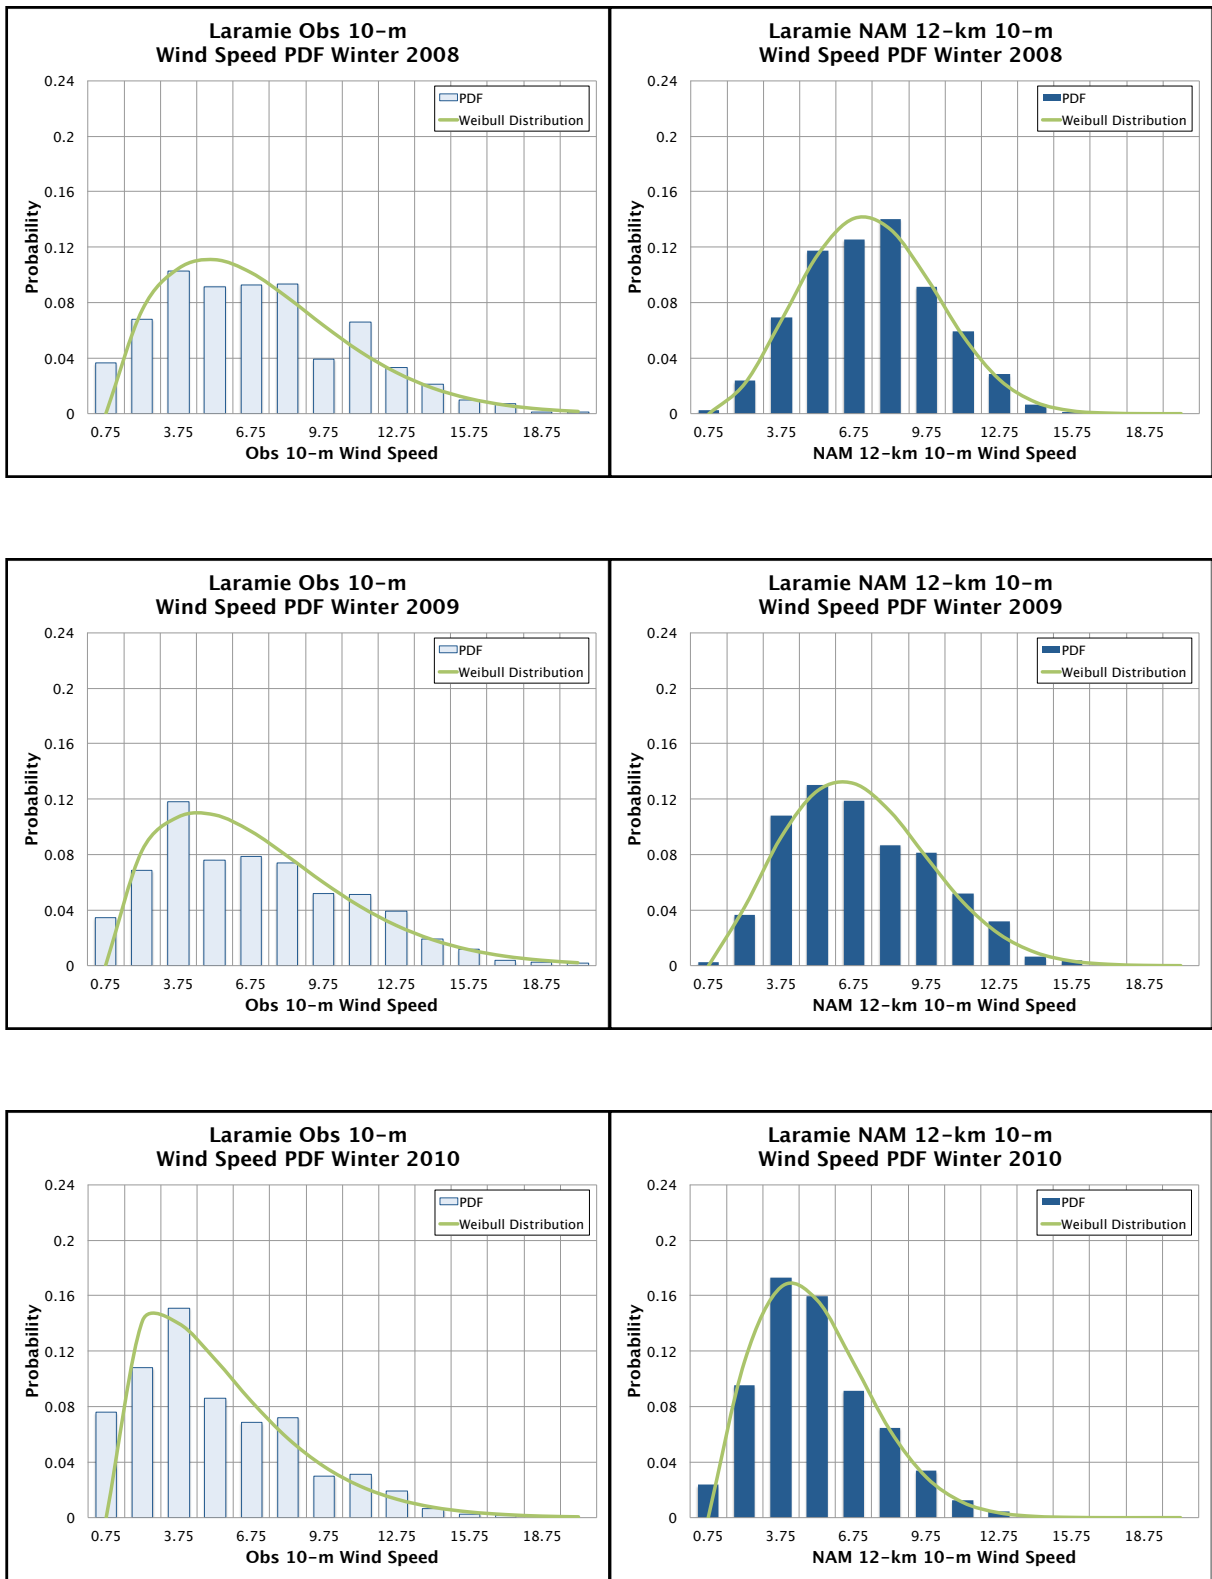 Laramie Obs 10-m
Wind Speed PDF Winter 2008
0.24
0.2
0.16
0.12
0.08
0.04
0
Probability
PDF
Weibull Distribution
0.75 3.75 6.75 9.75 12.75 15.75 18.75
Obs 10-m Wind Speed
Laramie NAM 12-km 10-m
Wind Speed PDF Winter 2008
0.24
0.2
0.16
0.12
0.08
0.04
0
Probability
PDF
Weibull Distribution
0.75 3.75 6.75 9.75 12.75 15.75 18.75
NAM 12-km 10-m Wind Speed
Laramie Obs 10-m
Wind Speed PDF Winter 2009
0.24
0.2
0.16
0.12
0.08
0.04
0
Probability
PDF
Weibull Distribution
0.75 3.75 6.75 9.75 12.75 15.75 18.75
Obs 10-m Wind Speed
Laramie NAM 12-km 10-m
Wind Speed PDF Winter 2009
0.24
0.2
0.16
0.12
0.08
0.04
0
Probability
PDF
Weibull Distribution
0.75 3.75 6.75 9.75 12.75 15.75 18.75
NAM 12-km 10-m Wind Speed
Laramie Obs 10-m
Wind Speed PDF Winter 2010
0.24
0.2
0.16
0.12
0.08
0.04
0
Probability
PDF
Weibull Distribution
0.75 3.75 6.75 9.75 12.75 15.75 18.75
Obs 10-m Wind Speed
Laramie NAM 12-km 10-m
Wind Speed PDF Winter 2010
0.24
0.2
0.16
0.12
0.08
0.04
0
Probability
PDF
Weibull Distribution
0.75 3.75 6.75 9.75 12.75 15.75 18.75
NAM 12-km 10-m Wind Speed